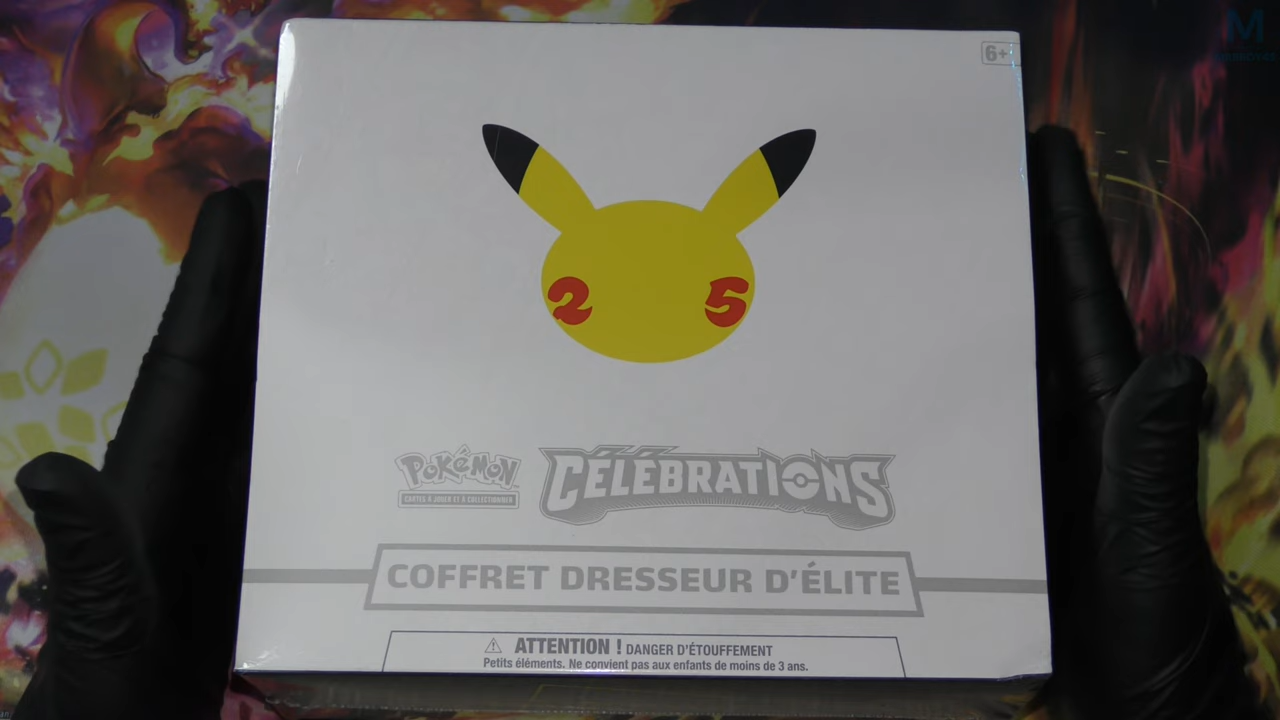 6+
M
2 5
POKÉMON
CARTES À JOUER ET À COLLECTIONNER
CÉLÉBRATIONS
COFFRET DRESSEUR D'ÉLITE
ATTENTION ! DANGER D'ÉTOUFFEMENT
Petits éléments. Ne convient pas aux enfants de moins de 3 ans.